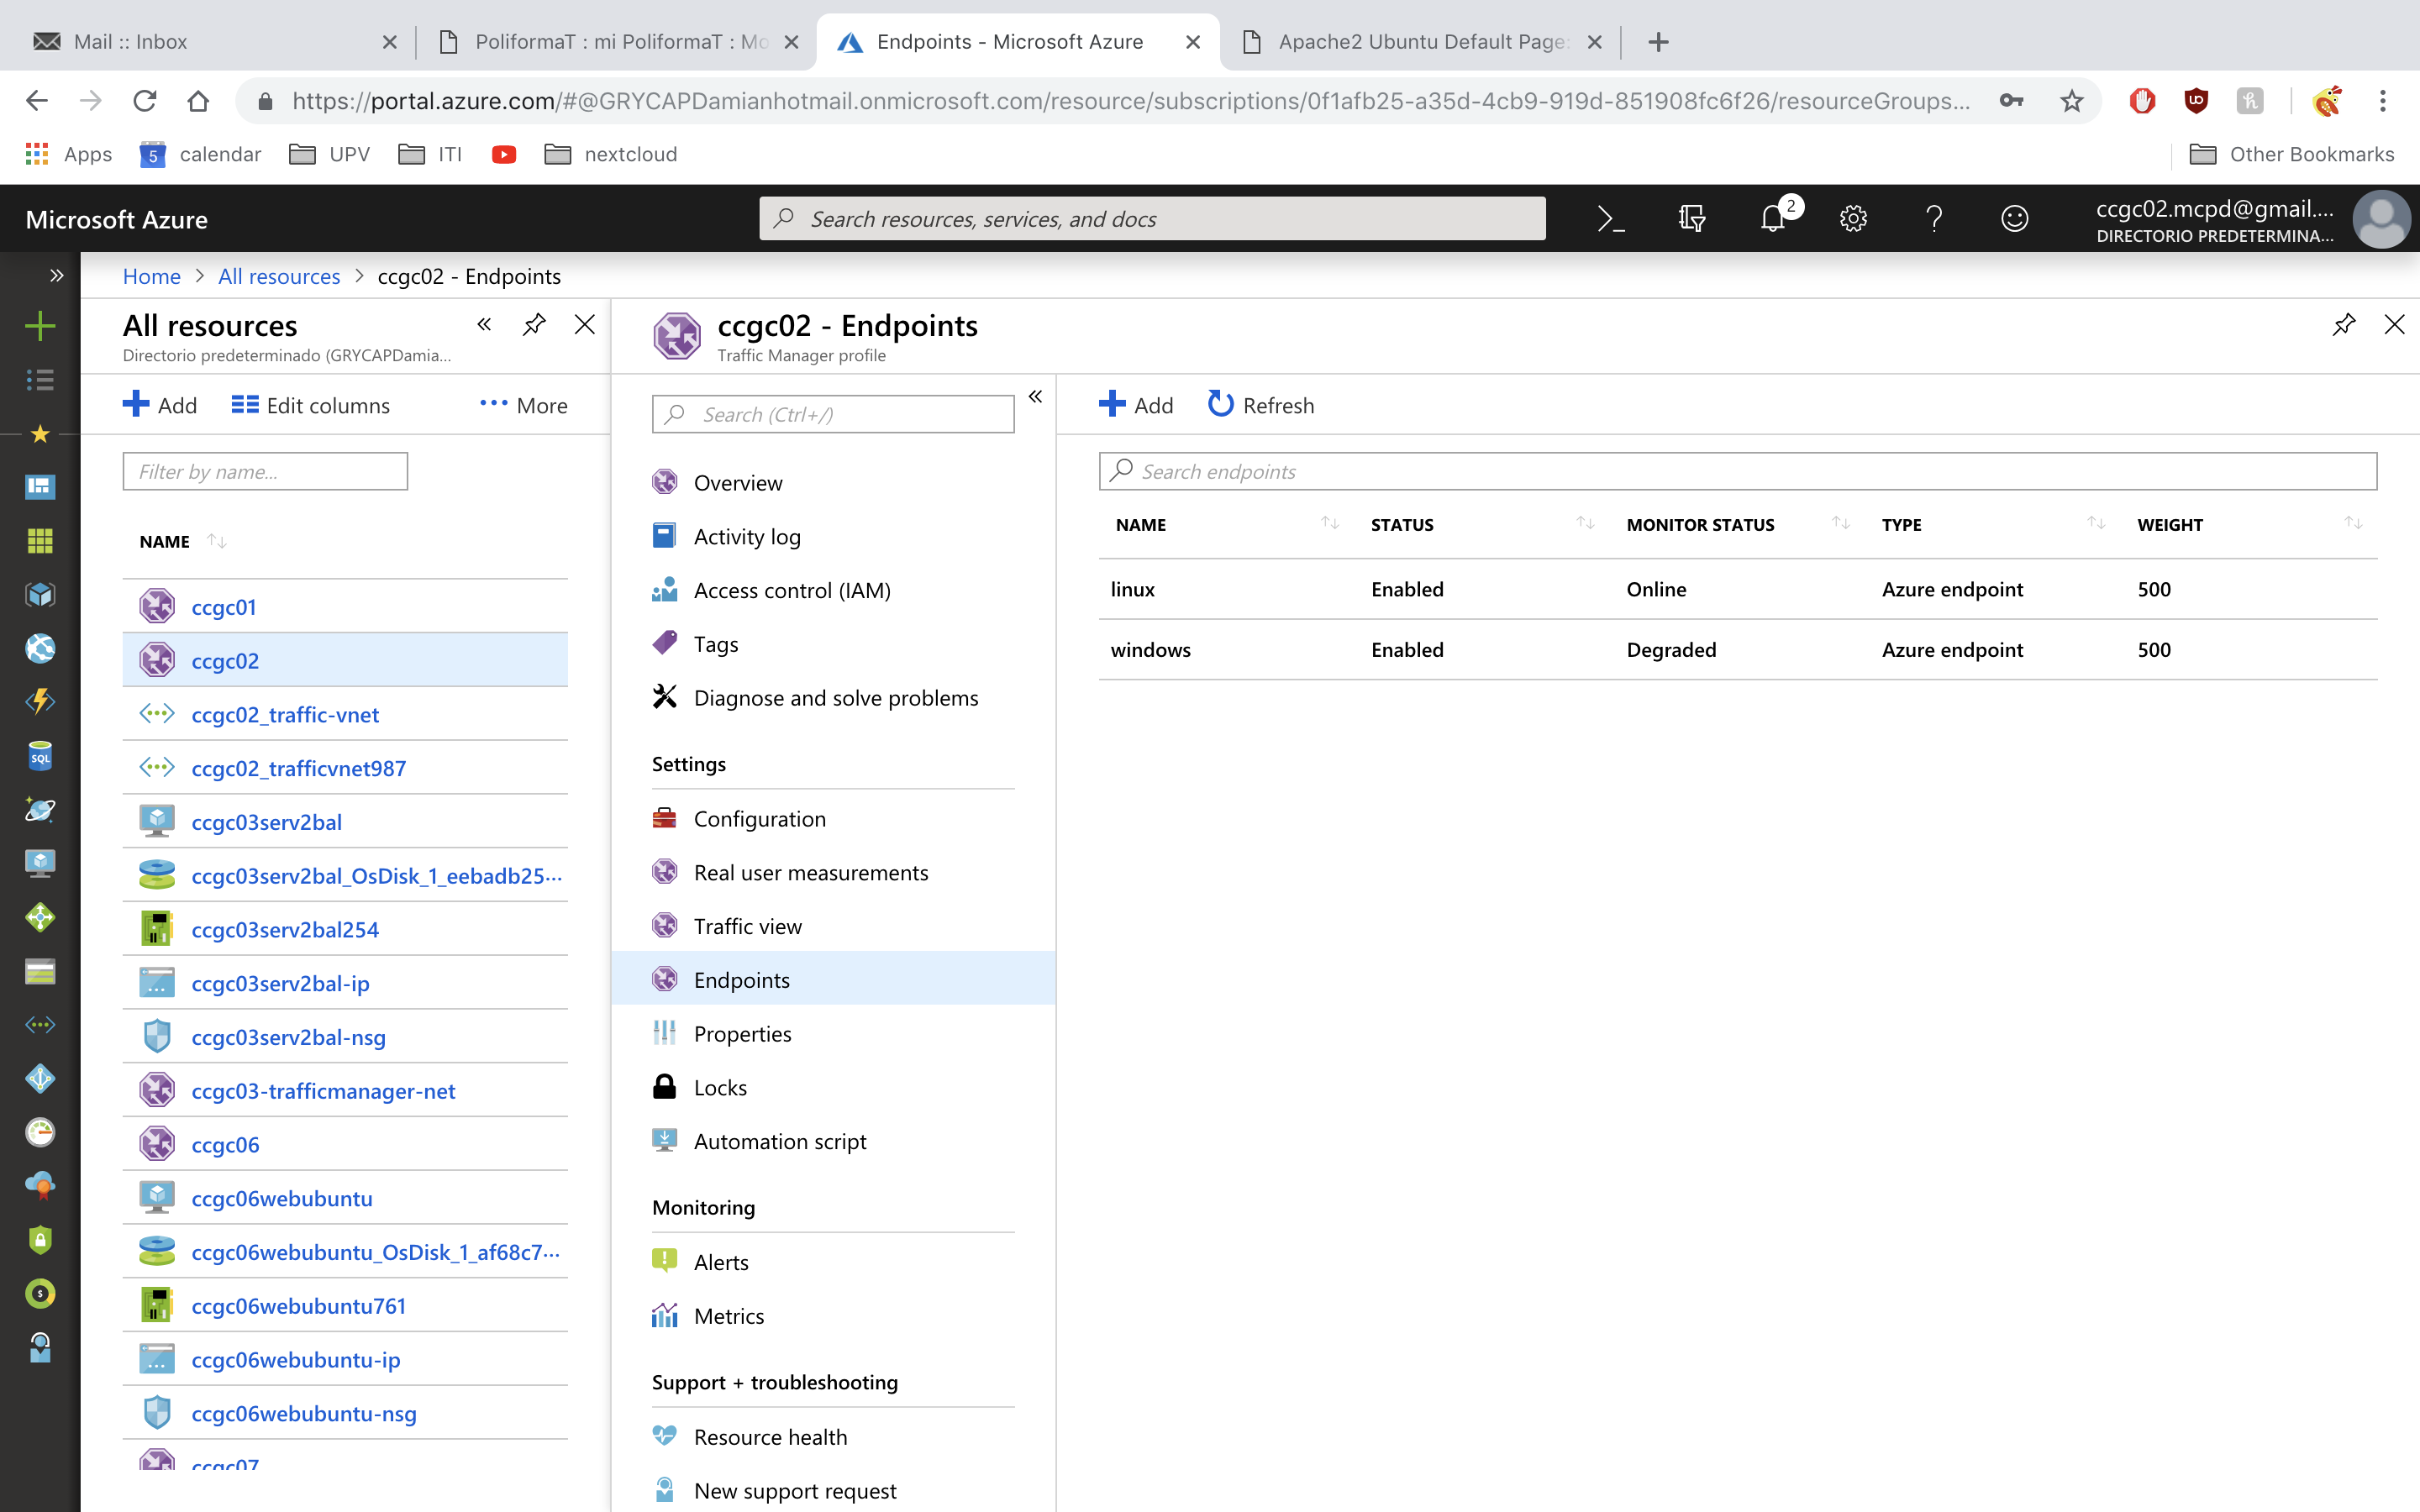 Mail :: Inbox
PoliformaT : mi PoliformaT : Mo
Endpoints - Microsoft Azure
Apache2 Ubuntu Default Page:
https://portal.azure.com/#@GRYCAPDamianhotmail.onmicrosoft.com/resource/subscriptions/0f1afb25-a35d-4cb9-919d-851908fc6f26/resourceGroups...
Apps
5
calendar
UPV
ITI
nextcloud
Other Bookmarks
Microsoft Azure
Search resources, services, and docs
2
ccgc02.mcpd@gmail....
DIRECTORIO PREDETERMINA...
Home > All resources > ccgc02 - Endpoints
All resources
Directorio predeterminado (GRYCAPDamia...
Add
Edit columns
More
Filter by name...
NAME
ccgc01
ccgc02
ccgc02_traffic-vnet
ccgc02_trafficvnet987
ccgc03serv2bal
ccgc03serv2bal_OsDisk_1_eebadb25...
ccgc03serv2bal254
ccgc03serv2bal-ip
ccgc03serv2bal-nsg
ccgc03-trafficmanager-net
ccgc06
ccgc06webubuntu
ccgc06webubuntu_OsDisk_1_af68c7...
ccgc06webubuntu761
ccgc06webubuntu-ip
ccgc06webubuntu-nsg
ccgc07
ccgc02 - Endpoints
Traffic Manager profile
Search (Ctrl+/)
Overview
Activity log
Access control (IAM)
Tags
Diagnose and solve problems
Settings
Configuration
Real user measurements
Traffic view
Endpoints
Properties
Locks
Automation script
Monitoring
Alerts
Metrics
Support + troubleshooting
Resource health
New support request
Add
Refresh
Search endpoints
NAME STATUS MONITOR STATUS TYPE WEIGHT
linux Enabled Online Azure endpoint 500
windows Enabled Degraded Azure endpoint 500
SQL